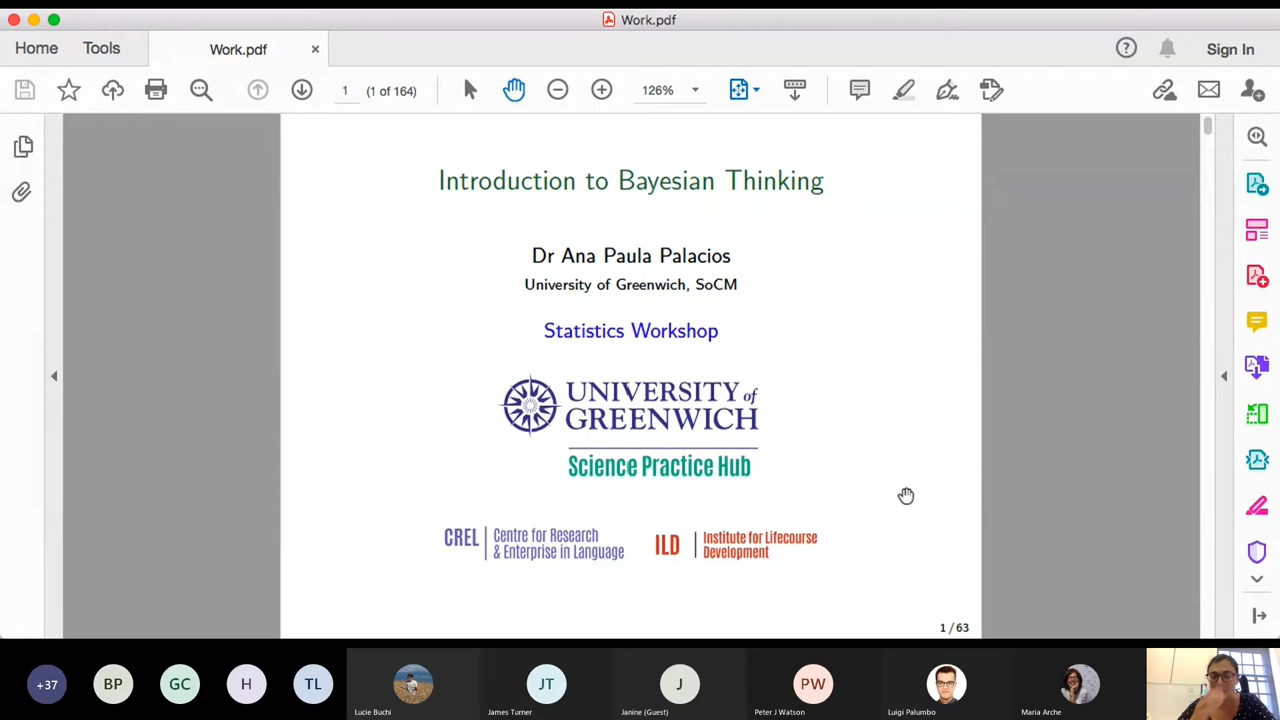 Work.pdf
Home
Tools
Work.pdf
Sign In
1
(1 of 164)
126%
Introduction to Bayesian Thinking
Dr Ana Paula Palacios
University of Greenwich, SoCM
Statistics Workshop
UNIVERSITY of
GREENWICH
Science Practice Hub
CREL
Centre for Research
& Enterprise in Language
ILD
Institute for Lifecourse
Development
1 / 63
+37
BP
GC
H
TL
JT
J
PW
Lucie Buchi
James Turner
Janine (Guest)
Peter J Watson
Luigi Palumbo
Maria Arche